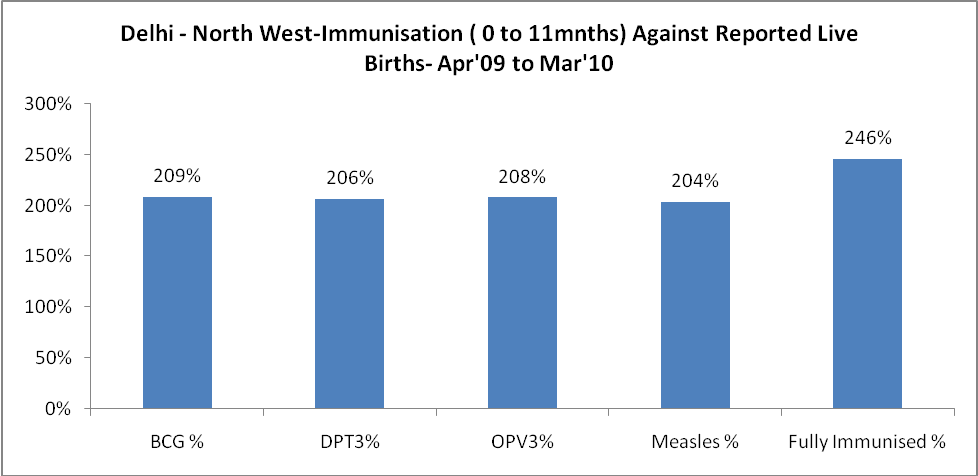 Delhi - North West-Immunisation ( 0 to 11mnths) Against Reported Live
Births- Apr'09 to Mar'10
300%
250%
200%
150%
100%
50%
0%
209%
206%
208%
204%
246%
BCG %
DPT3%
OPV3%
Measles %
Fully Immunised %